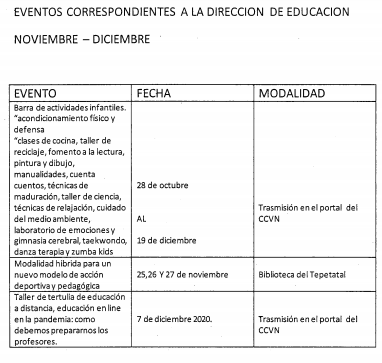 EVENTOS CORRESPONDIENTES A LA DIRECCION DE EDUCACION
NOVIEMBRE – DICIEMBRE
EVENTO FECHA MODALIDAD
Barra de actividades infantiles.
"acondicionamiento físico y
defensa
"clases de cocina, taller de
reciclaje, fomento a la lectura,
pintura y dibujo,
manualidades, cuenta
cuentos, técnicas de
maduración, taller de ciencia,
técnicas de relajación, cuidado
del medio ambiente,
laboratorio de emociones y
gimnasia cerebral, taekwondo,
danza terapia y zumba kids
28 de octubre
AL
19 de diciembre
Trasmisión en el portal del
CCVN
Modalidad hibrida para un
nuevo modelo de acción
deportiva y pedagógica
25,26 Y 27 de noviembre
Biblioteca del Tepetatal
Taller de tertulia de educación
a distancia, educación en line
en la pandemia: como
debemos prepararnos los
profesores.
7 de diciembre 2020.
Trasmisión en el portal del
CCVN